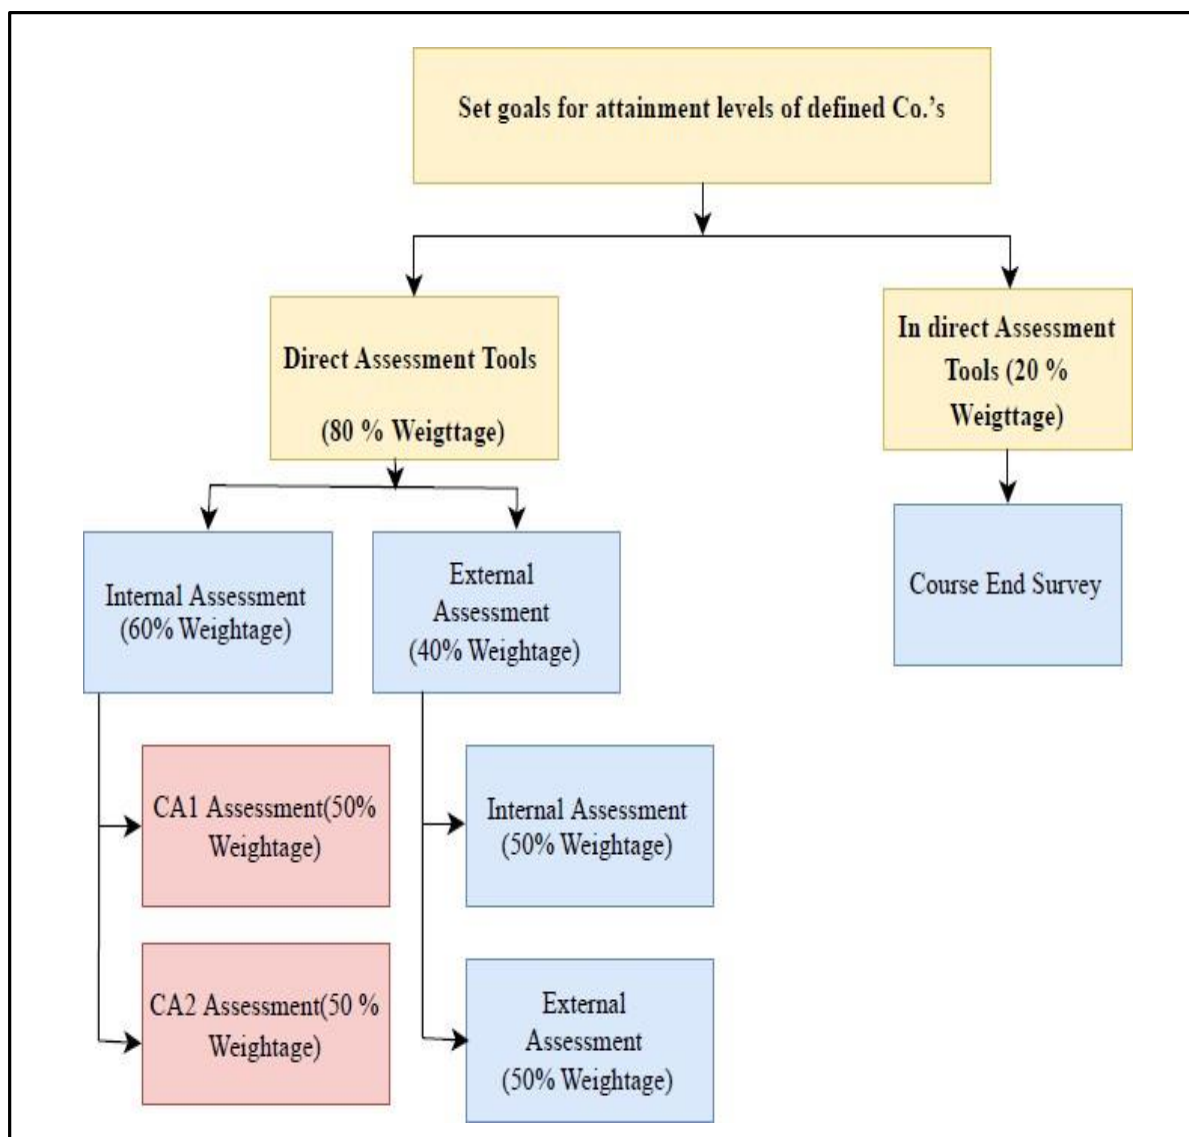 Set goals for attainment levels of defined Co.'s
Direct Assessment Tools
(80 % Weigttage)
In direct Assessment
Tools (20 %
Weigttage)
Internal Assessment
(60% Weightage)
External
Assessment
(40% Weightage)
Course End Survey
CA1 Assessment(50%
Weightage)
Internal Assessment
(50% Weightage)
CA2 Assessment(50 %
Weightage)
External
Assessment
(50% Weightage)